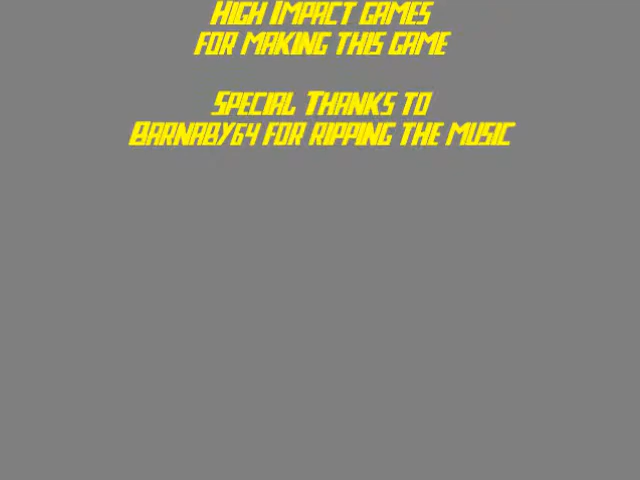 High Impact games
for making this game
Special Thanks to
Barnaby64 for ripping the music